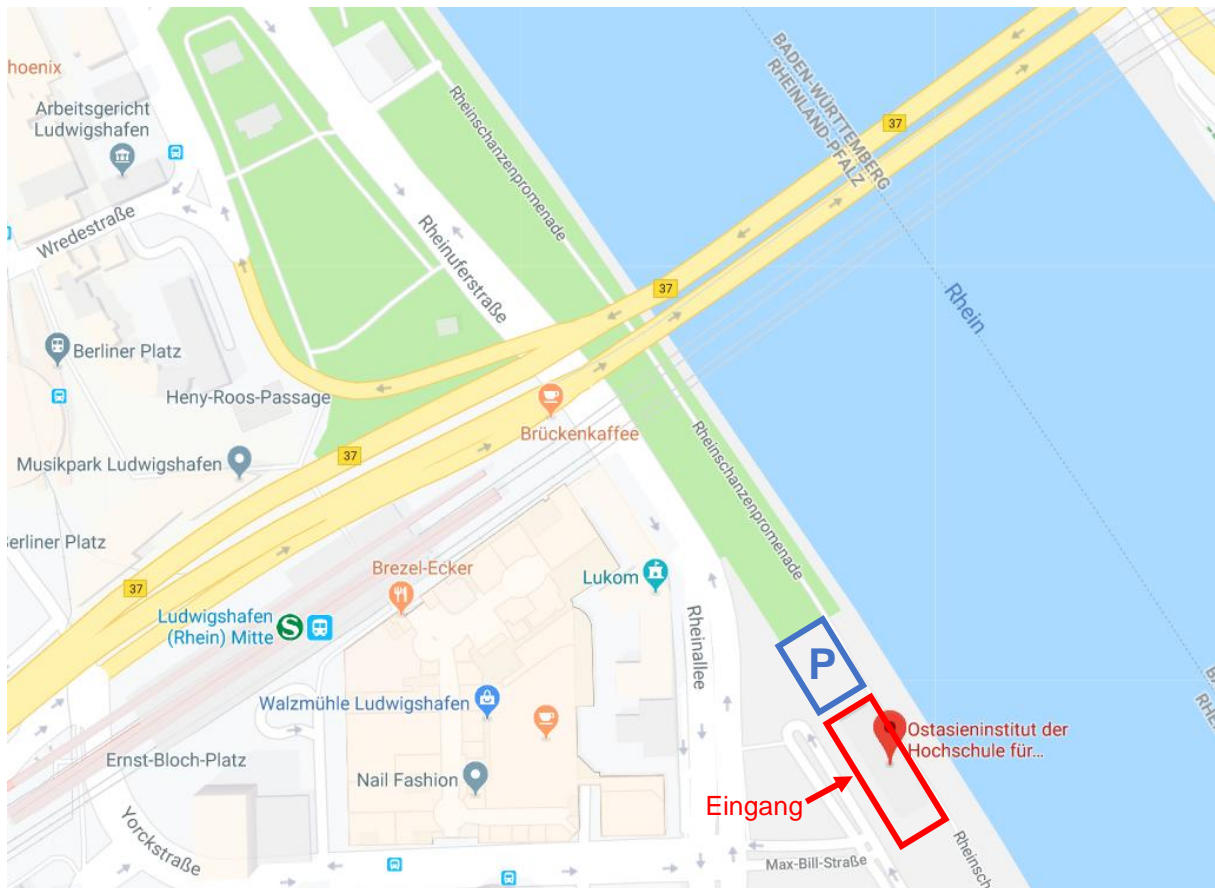 hoenix
Arbeitsgericht
Ludwigshafen
Wredestraße
Berliner Platz
Heny-Roos-Passage
Musikpark Ludwigshafen
erliner Platz
Rheinschanzenpromenade
Rheinuferstraße
37
37
37
37
BADEN-WÜRTTEMBERG
RHEINLAND-PFALZ
Rhein
Brückenkaffee
Rheinschanzenpromenade
Brezel-Ecker
Lukom
Ludwigshafen
(Rhein) Mitte
S
Rheinallee
P
Walzmühle Ludwigshafen
Ostasieninstitut der
Hochschule für...
Ernst-Bloch-Platz
Nail Fashion
Eingang
Yorckstraße
Max-Bill-Straße
Rheinsch
BA
RHE